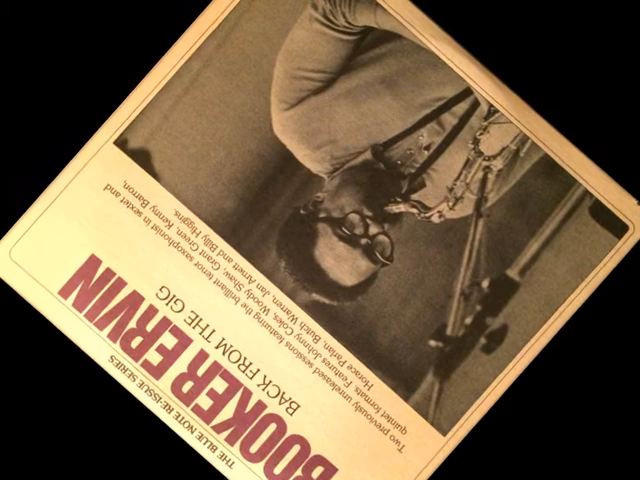 THE BLUE NOTE RE-ISSUE SERIES
BOOKER ERVIN
BACK FROM THE GIG
Two previously unreleased sessions featuring the brilliant tenor saxophonist in sextet and
quintet formats. Features Johnny Coles, Woody Shaw, Grant Green, Kenny Barron,
Horace Parlan, Butch Warren, Jan Arnett and Billy Higgins.